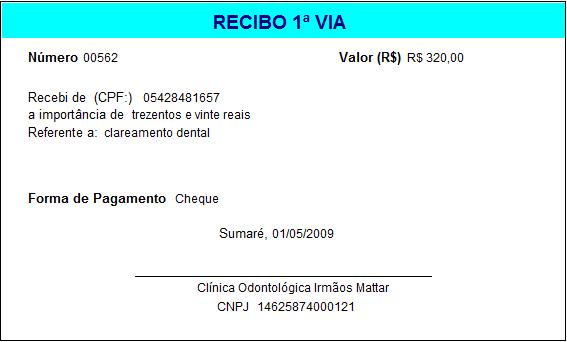 RECIBO 1ª VIA
Número 00562 Valor (R$) R$ 320,00
Recebi de (CPF:) 05428481657
a importância de trezentos e vinte reais
Referente a: clareamento dental
Forma de Pagamento Cheque
Sumaré, 01/05/2009
Clínica Odontológica Irmãos Mattar
CNPJ 14625874000121